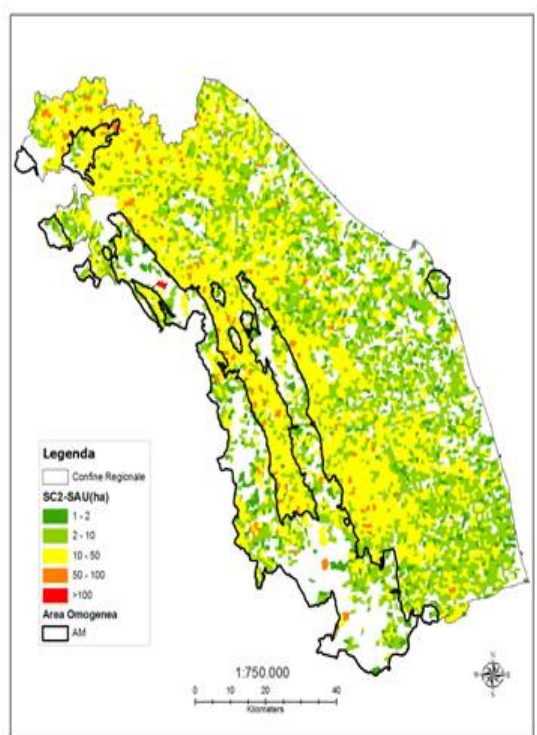 Legenda
Confine Regionale
SC2-SAU(ha)
1 - 2
2 - 10
10 - 50
50 - 100
>100
Area Omogenea
AM
1:750.000
0 10 20 40
Kilometers
N
W E
S